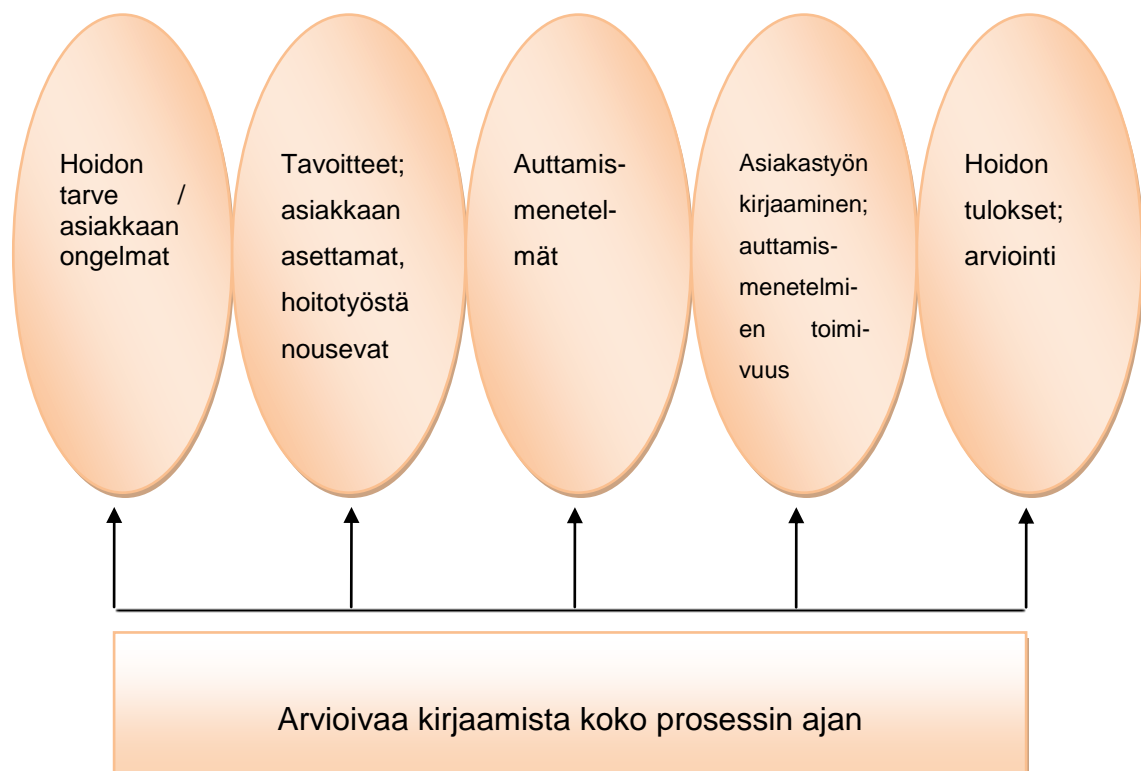 Hoidon
tarve /
asiakkaan
ongelmat
Tavoitteet;
asiakkaan
asettamat,
hoitotyöstä
nousevat
Auttamis-
menetel-
mät
Asiakastyön
kirjaaminen;
auttamis-
menetelmi-
en toimi-
vuus
Hoidon
tulokset;
arviointi
Arvioivaa kirjaamista koko prosessin ajan